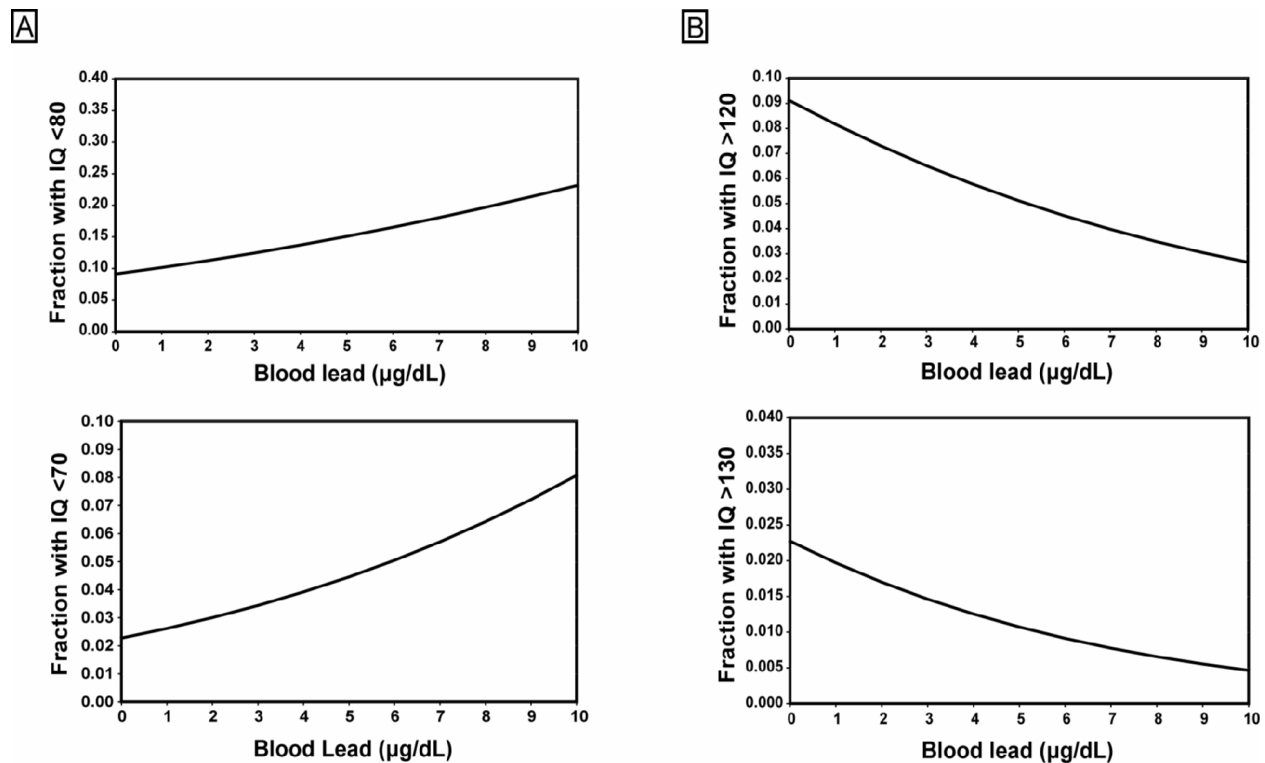 A
Fraction with IQ <80
0.40
0.35
0.30
0.25
0.20
0.15
0.10
0.05
0.00
0 1 2 3 4 5 6 7 8 9 10
Blood lead (µg/dL)
Fraction with IQ <70
0.10
0.09
0.08
0.07
0.06
0.05
0.04
0.03
0.02
0.01
0.00
0 1 2 3 4 5 6 7 8 9 10
Blood Lead (µg/dL)
B
Fraction with IQ >120
0.10
0.09
0.08
0.07
0.06
0.05
0.04
0.03
0.02
0.01
0.00
0 1 2 3 4 5 6 7 8 9 10
Blood lead (µg/dL)
Fraction with IQ >130
0.040
0.035
0.030
0.025
0.020
0.015
0.010
0.005
0.000
0 1 2 3 4 5 6 7 8 9 10
Blood lead (µg/dL)